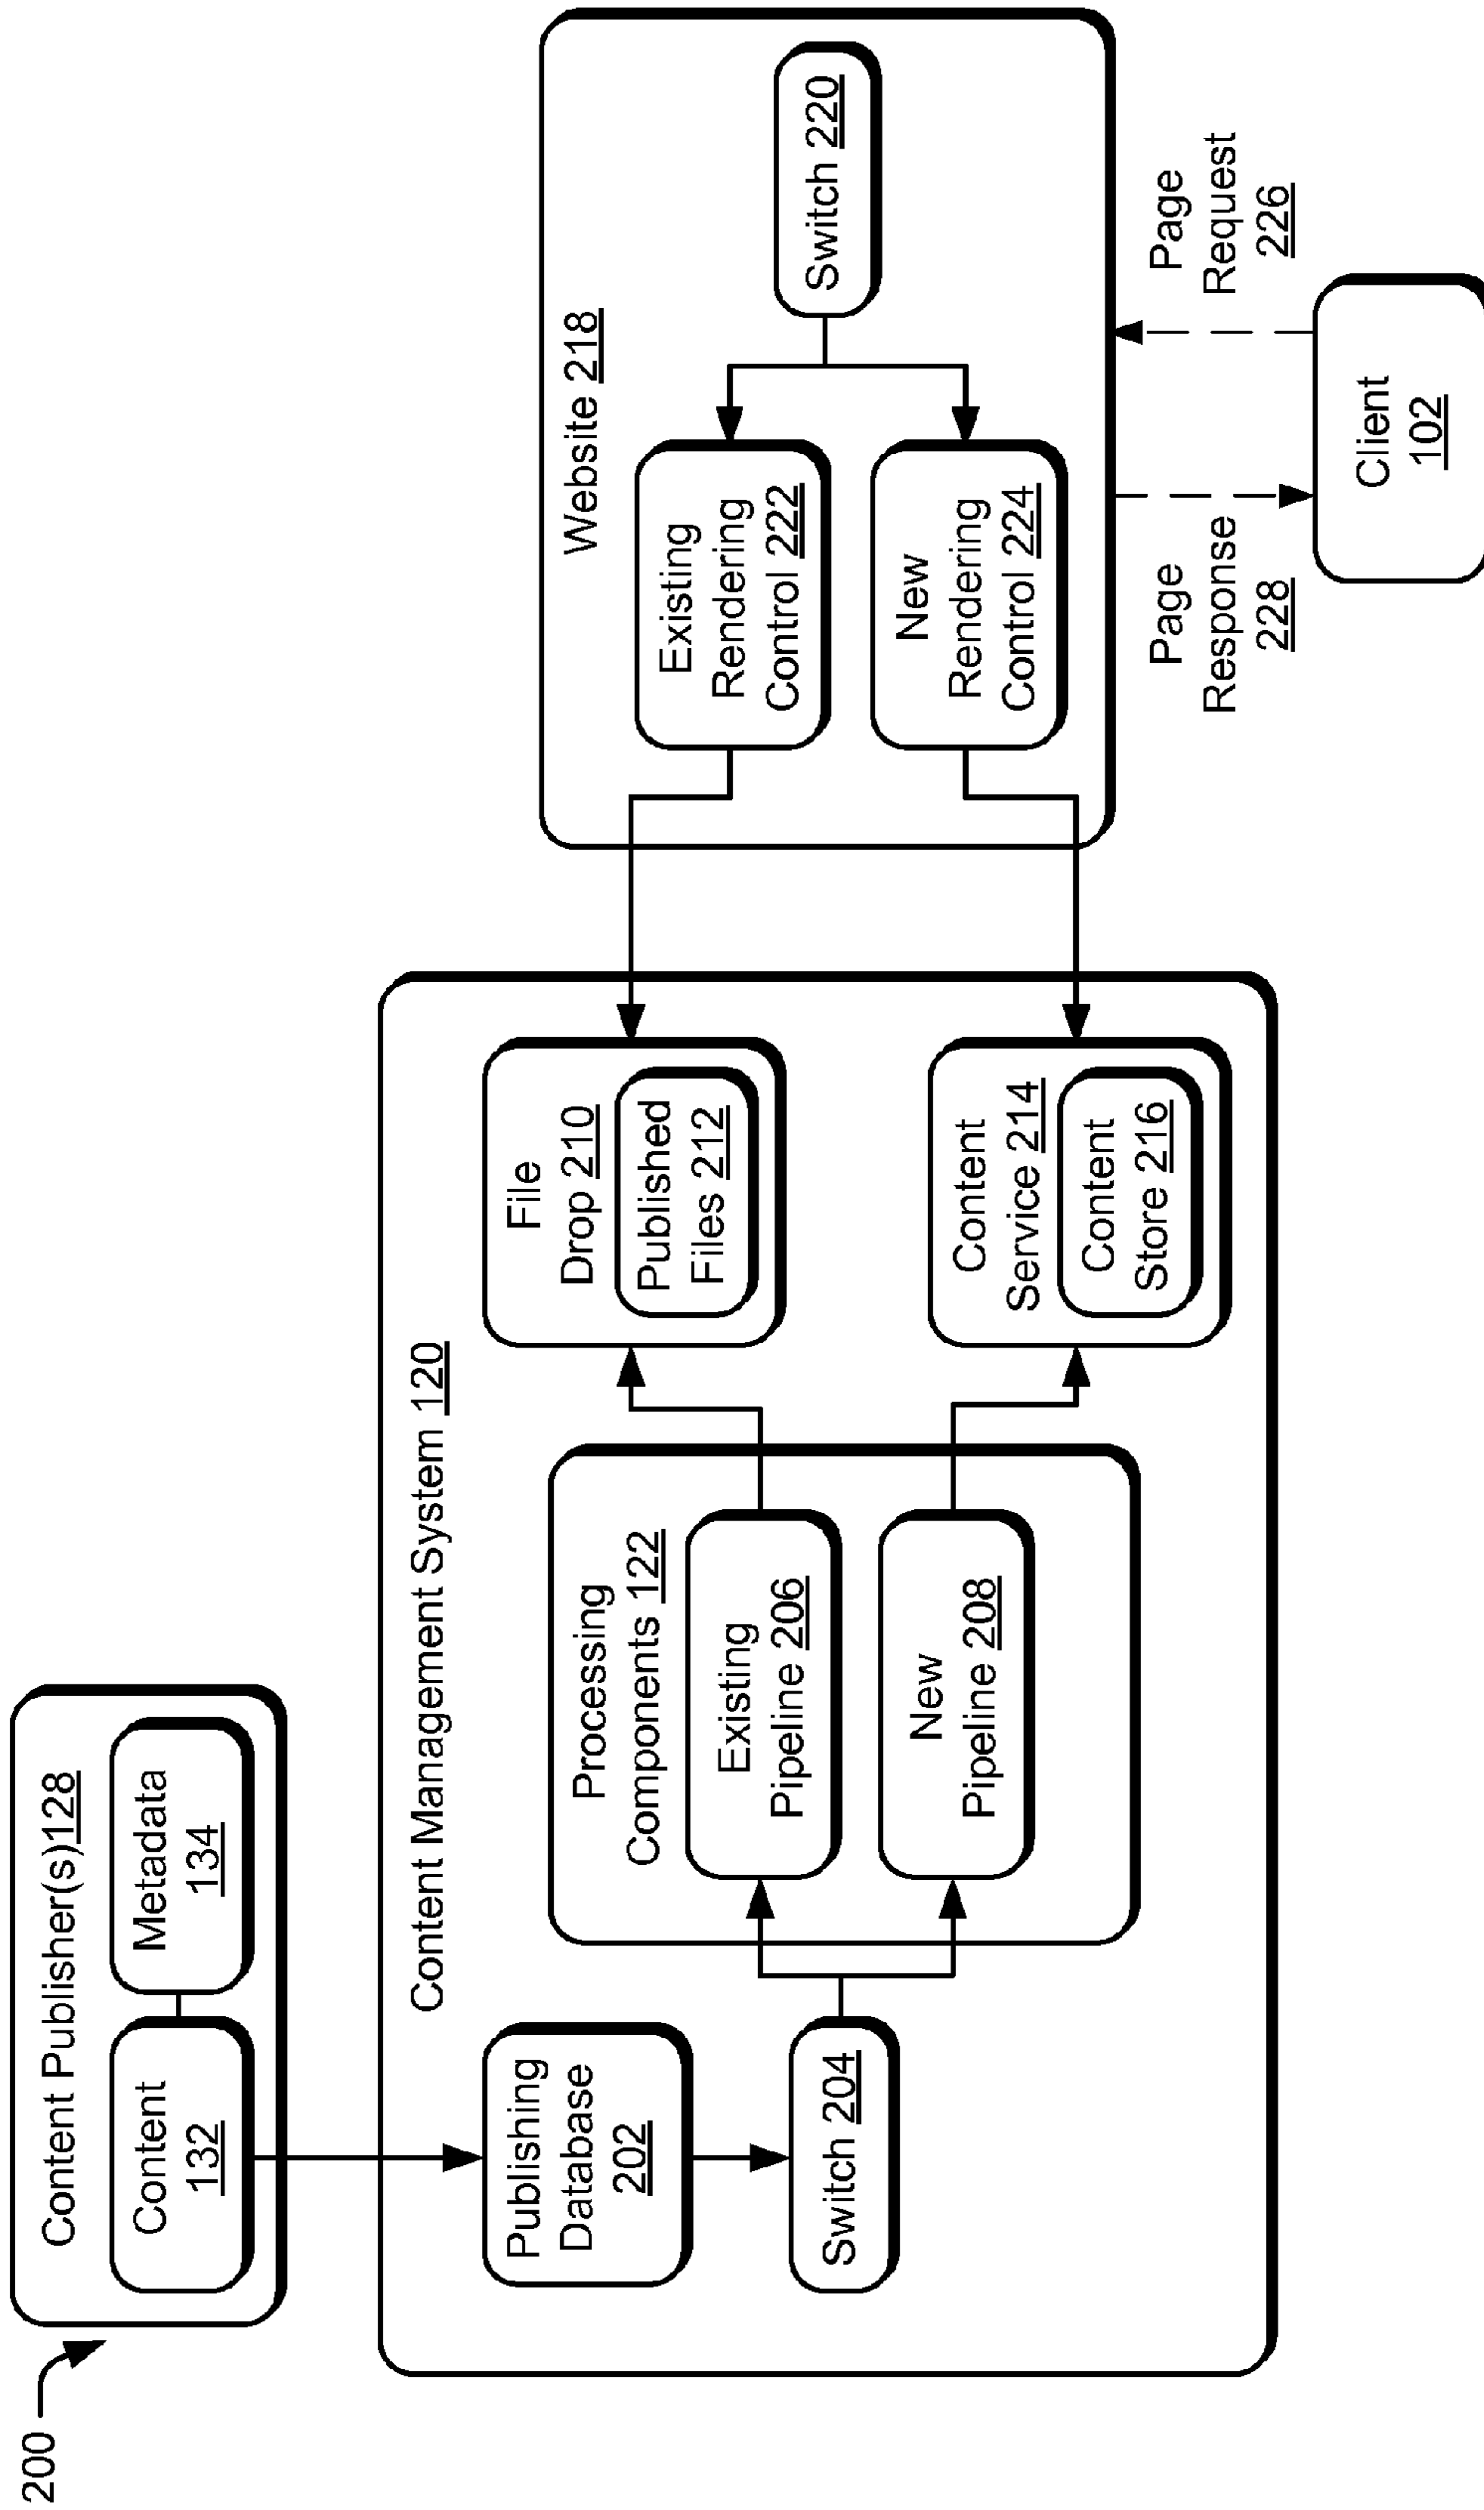 200
Content Publisher(s) 128
Content
132
Metadata
134
Content Management System 120
Publishing
Database
202
Switch 204
Processing
Components 122
Existing
Pipeline 206
New
Pipeline 208
File
Drop 210
Published
Files 212
Content
Service 214
Content
Store 216
Website 218
Existing
Rendering
Control 222
New
Rendering
Control 224
Switch 220
Page
Response
228
Page
Request
226
Client
102